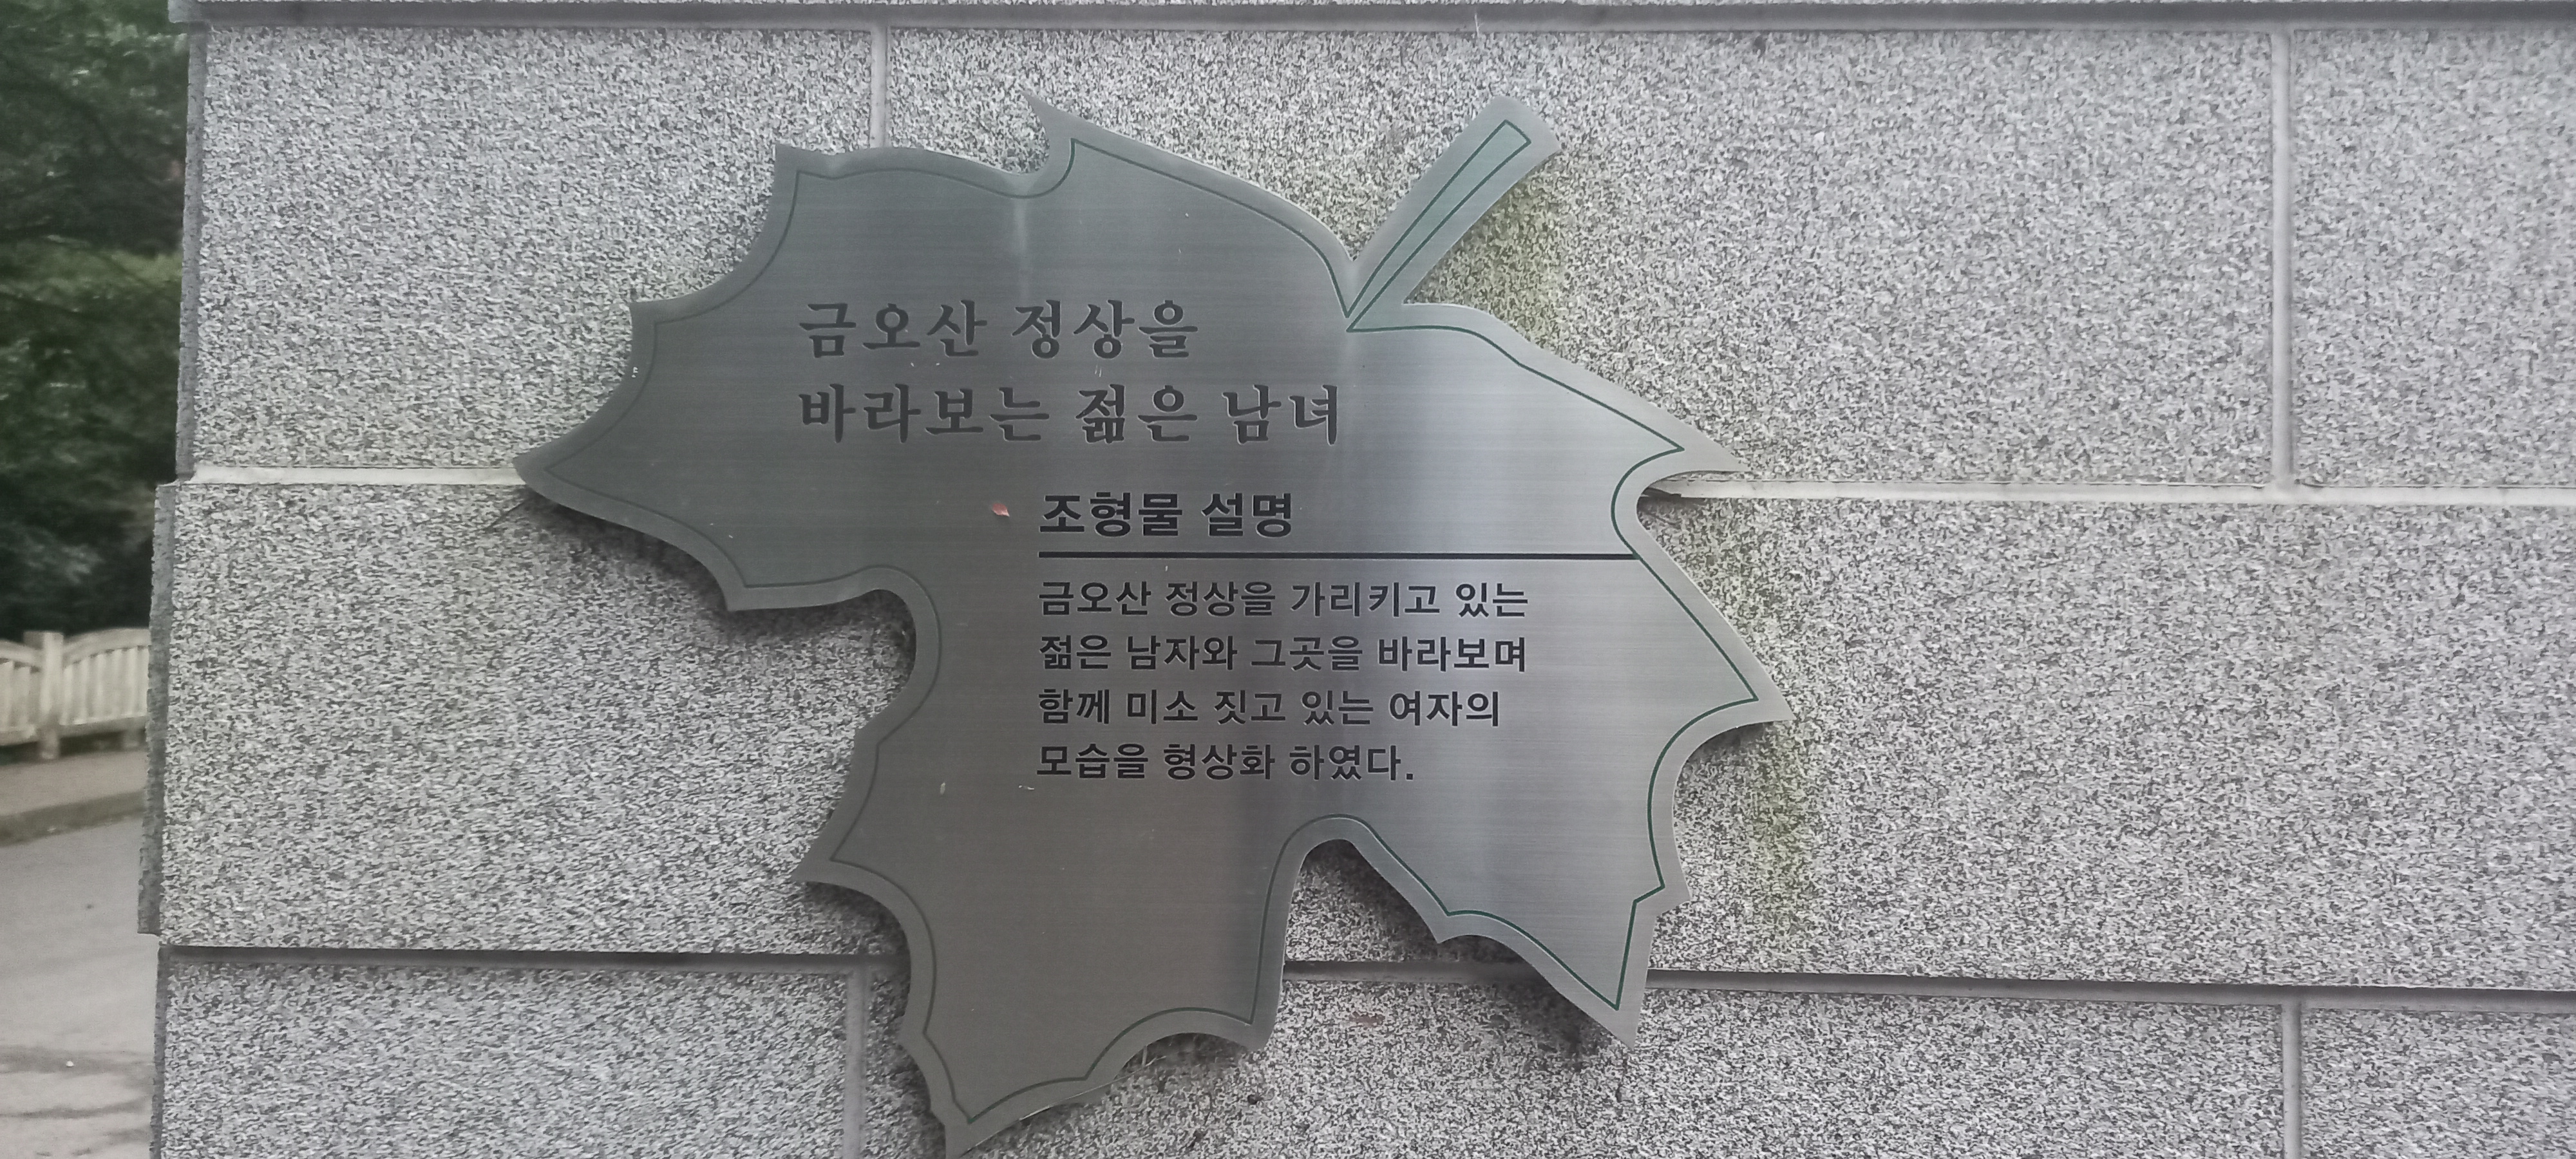 금오산 정상을
바라보는 젊은 남녀
조형물 설명
금오산 정상을 가리키고 있는
젊은 남자와 그곳을 바라보며
함께 미소 짓고 있는 여자의
모습을 형상화 하였다.